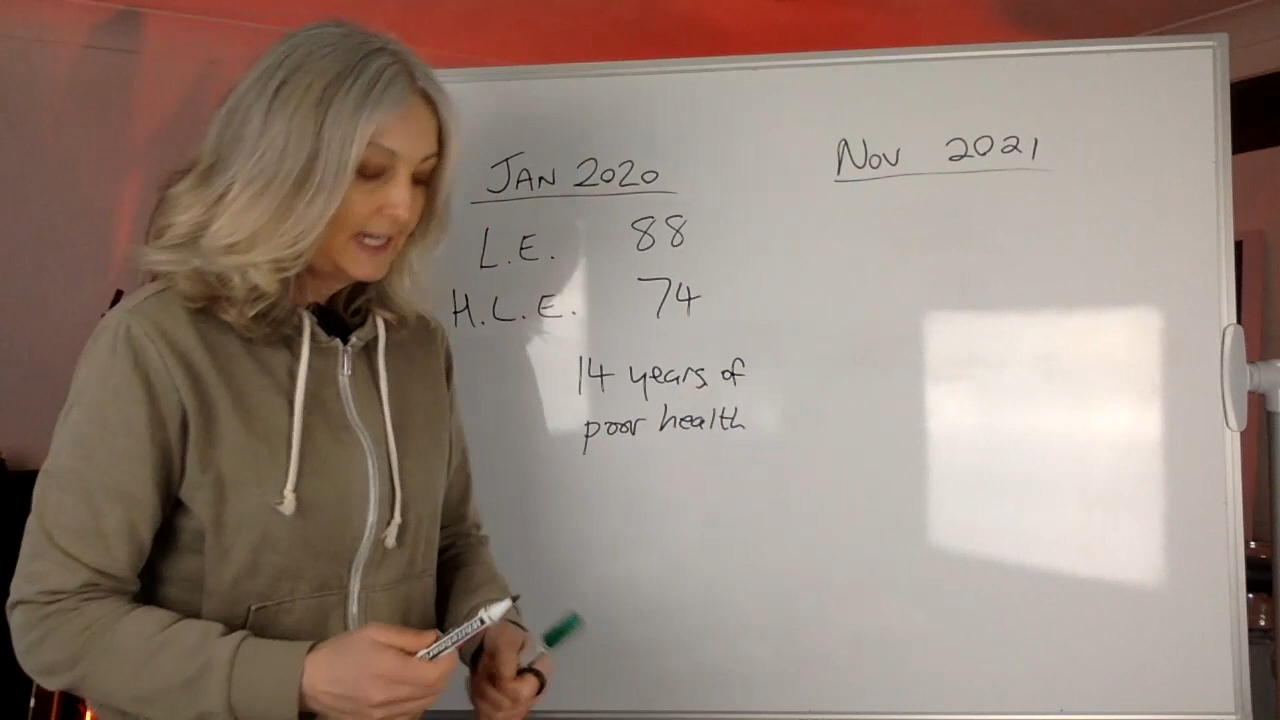 JAN 2020
L.E. 88
H.L.E. 74
14 years of
poor health
Nov 2021